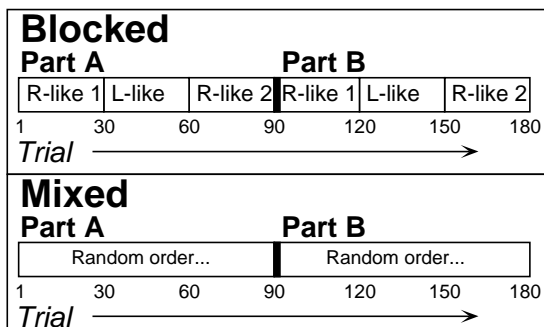 Blocked
Part A Part B
R-like 1 L-like R-like 2 R-like 1 L-like R-like 2
1 30 60 90 120 150 180
Trial
Mixed
Part A Part B
Random order... Random order...
1 30 60 90 120 150 180
Trial